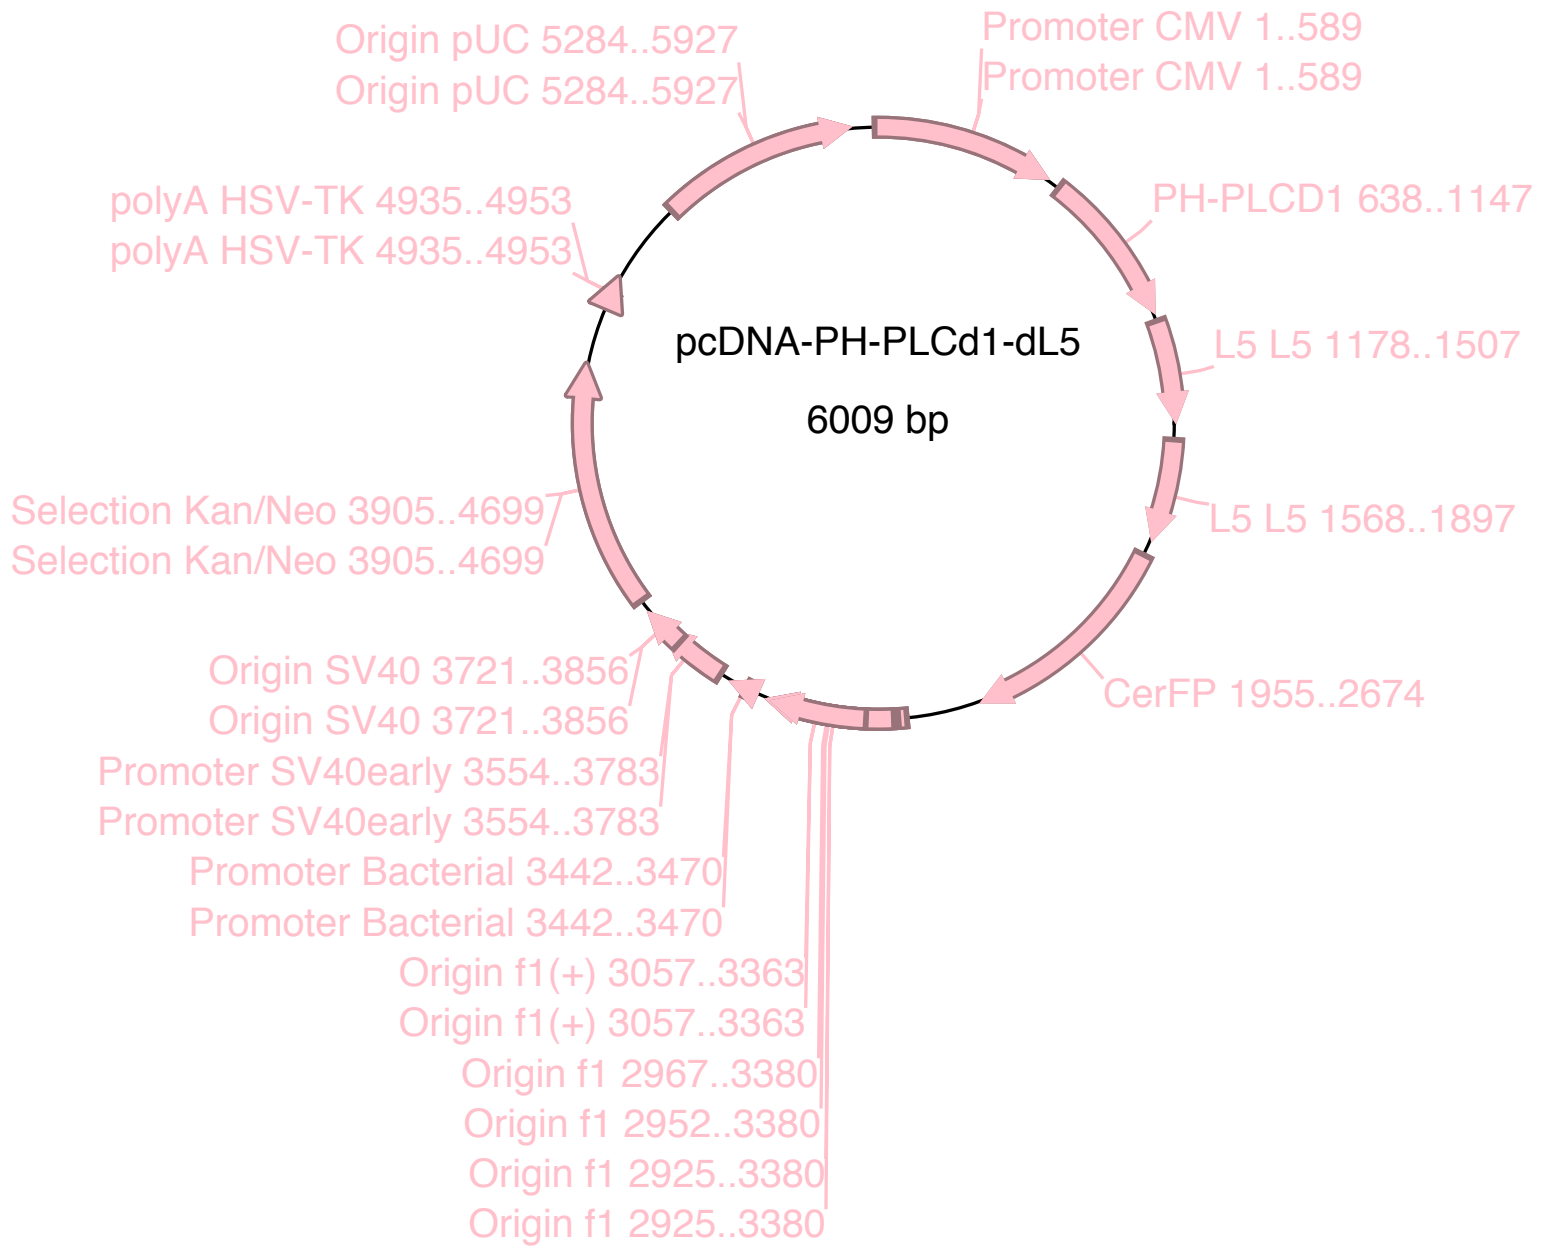 Origin pUC 5284..5927
Origin pUC 5284..5927
Promoter CMV 1..589
Promoter CMV 1..589
polyA HSV-TK 4935..4953
polyA HSV-TK 4935..4953
PH-PLCD1 638..1147
pcDNA-PH-PLCd1-dL5
6009 bp
L5 L5 1178..1507
L5 L5 1568..1897
Selection Kan/Neo 3905..4699
Selection Kan/Neo 3905..4699
CerFP 1955..2674
Origin SV40 3721..3856
Origin SV40 3721..3856
Promoter SV40early 3554..3783
Promoter SV40early 3554..3783
Promoter Bacterial 3442..3470
Promoter Bacterial 3442..3470
Origin f1(+) 3057..3363
Origin f1(+) 3057..3363
Origin f1 2967..3380
Origin f1 2952..3380
Origin f1 2925..3380
Origin f1 2925..3380